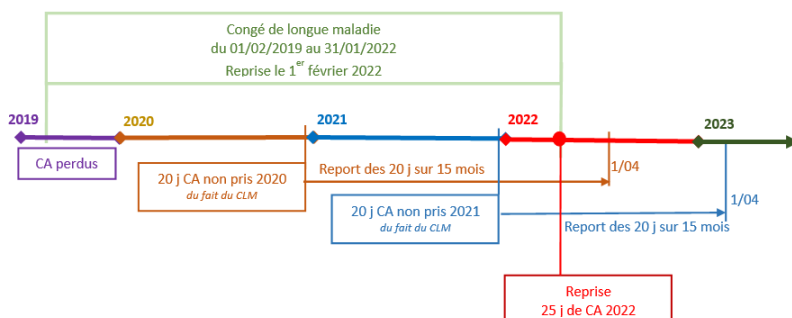 Congé de longue maladie
du 01/02/2019 au 31/01/2022
Reprise le 1er février 2022
2019
2020
2021
2022
2023
CA perdus
20 j CA non pris 2020
du fait du CLM
Report des 20 j sur 15 mois
1/04
20 j CA non pris 2021
du fait du CLM
Report des 20 j sur 15 mois
1/04
Reprise
25 j de CA 2022